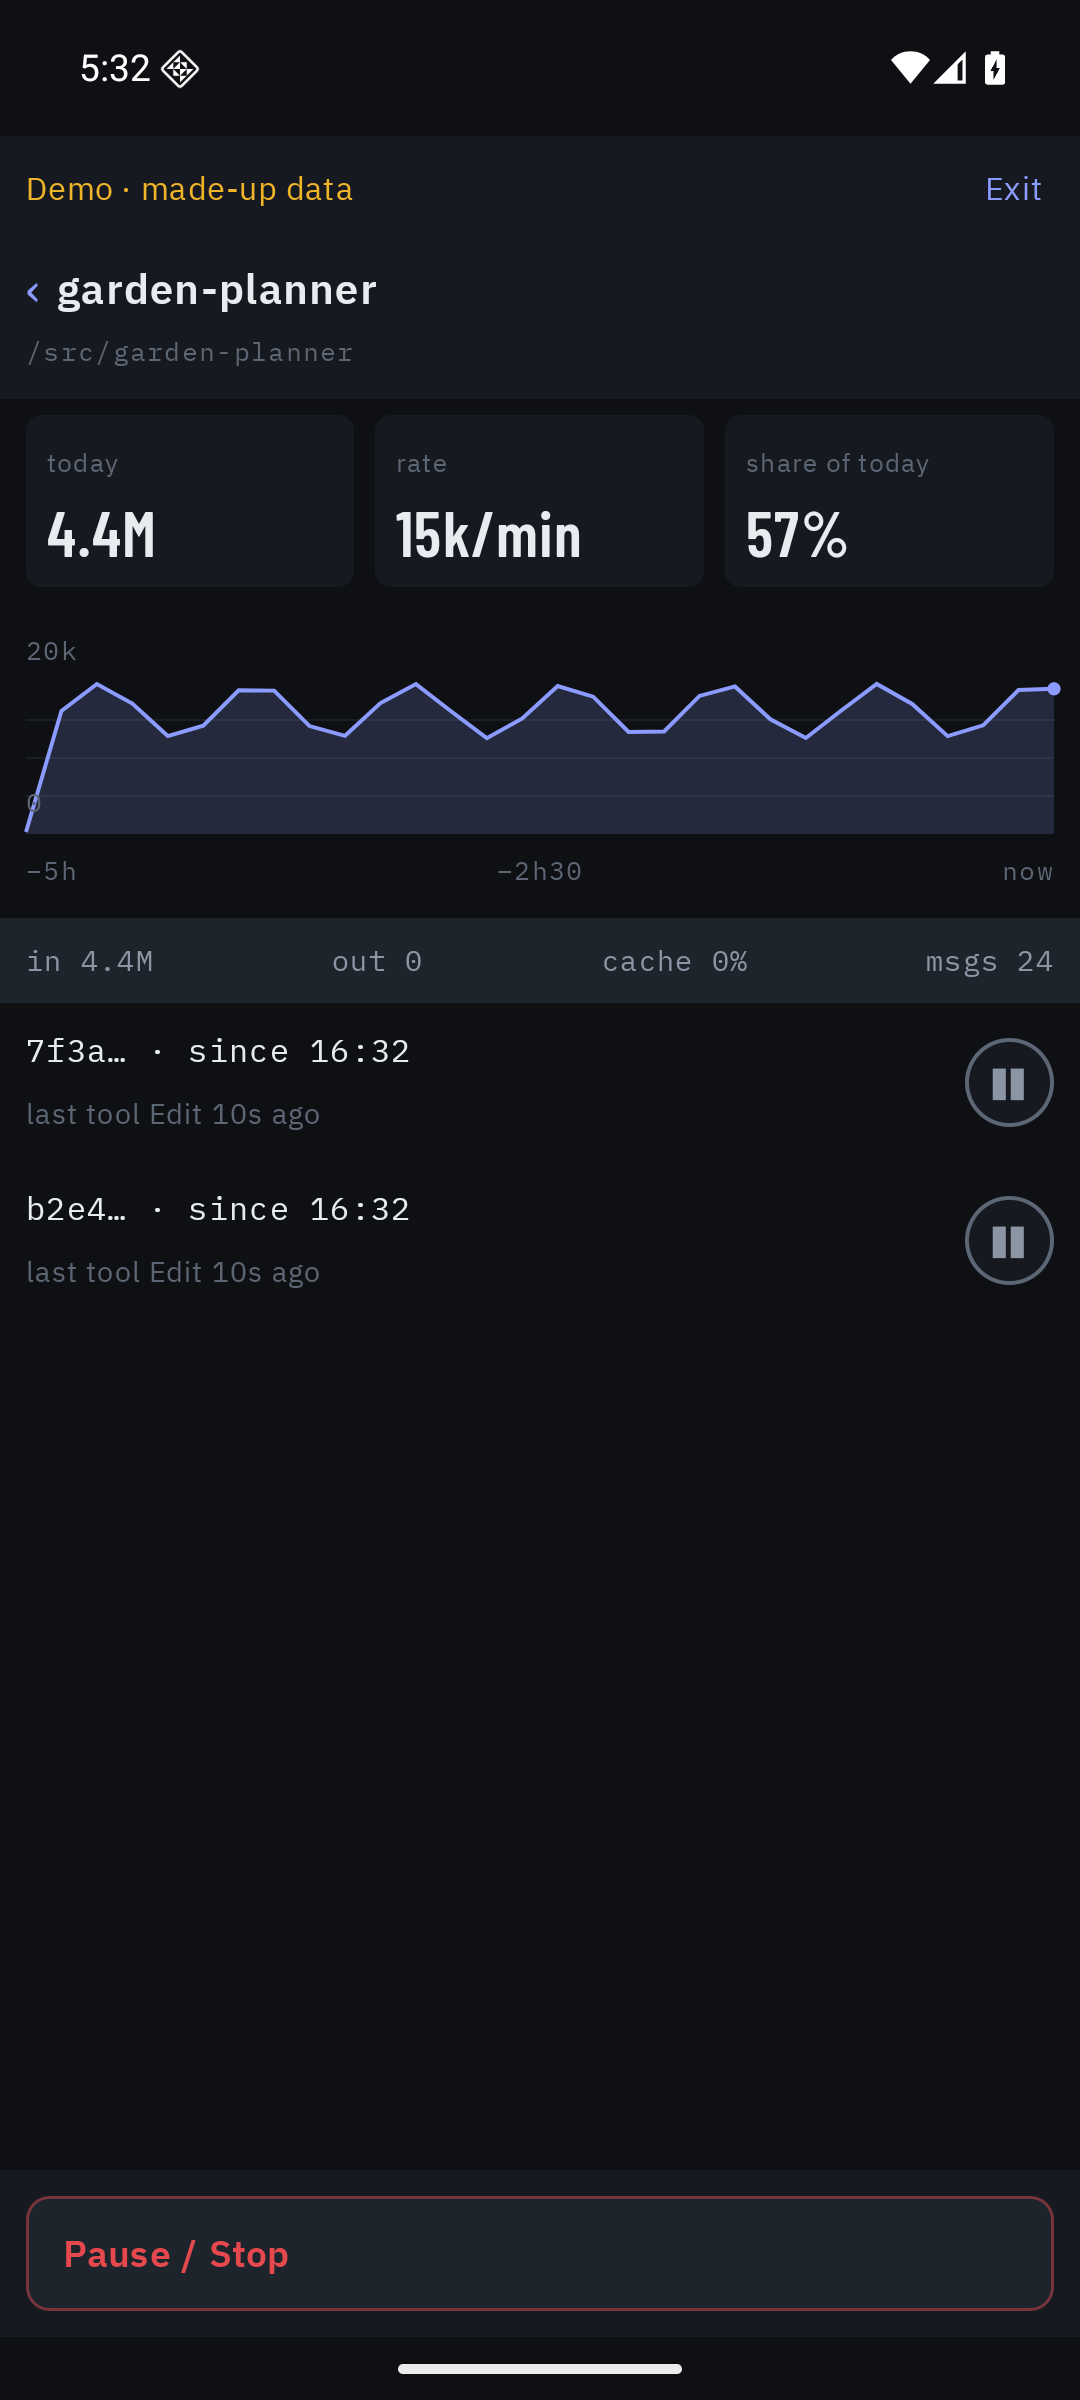 5:32
Demo · made-up data Exit
‹ garden-planner
/src/garden-planner
today rate share of today
4.4M 15k/min 57%
20k
0
−5h −2h30 now
in 4.4M out 0 cache 0% msgs 24
7f3a… · since 16:32
last tool Edit 10s ago
b2e4… · since 16:32
last tool Edit 10s ago
Pause / Stop